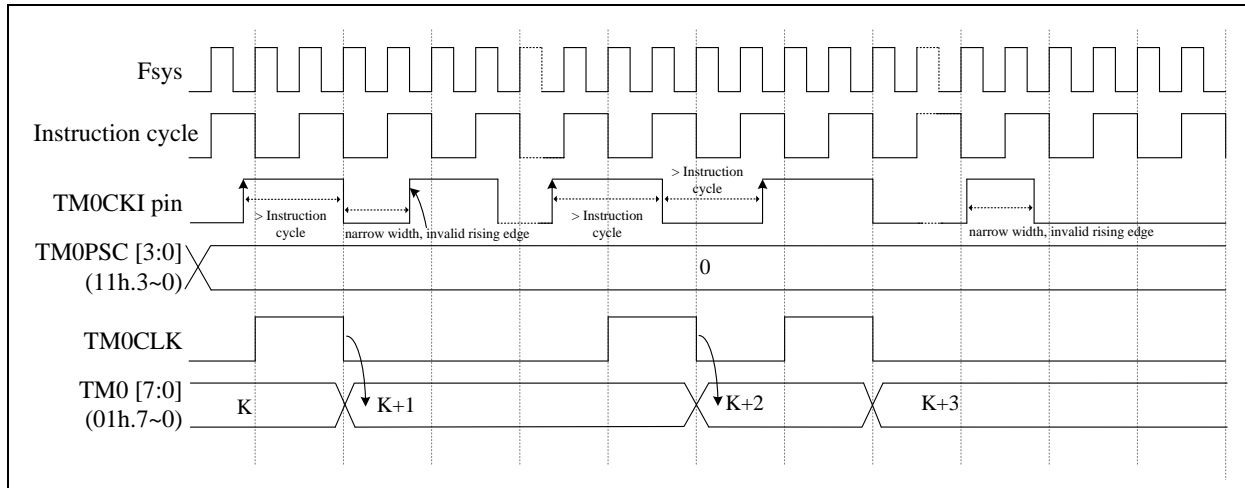 Fsys
Instruction cycle
> Instruction
cycle
TM0CKI pin
> Instruction
cycle
narrow width, invalid rising edge
> Instruction
cycle
narrow width, invalid rising edge
TM0PSC [3:0]
(11h.3~0)
0
TM0CLK
TM0 [7:0]
(01h.7~0)
K
K+1
K+2
K+3